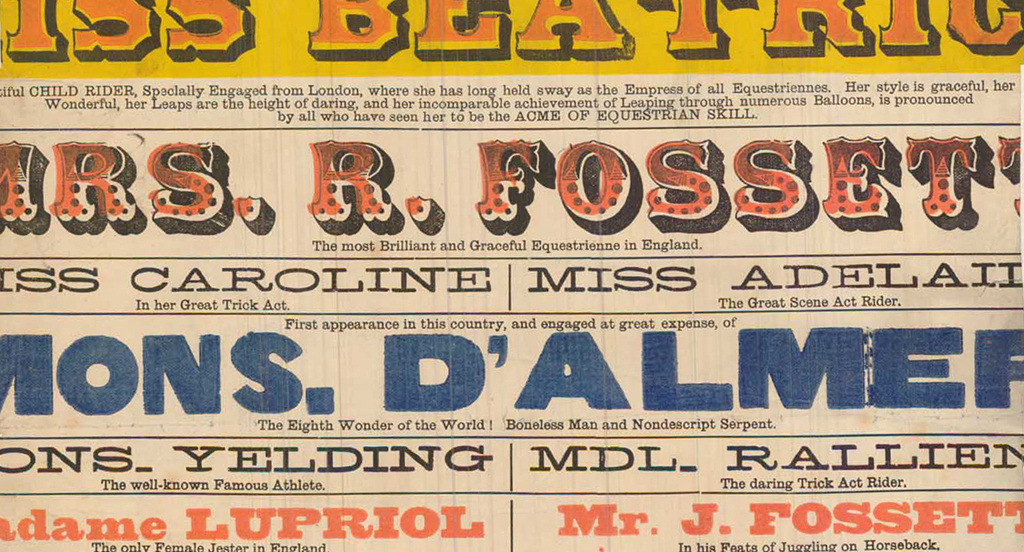 ISS BEATRIC
tiful CHILD RIDER, Specially Engaged from London, where she has long held sway as the Empress of all Equestriennes. Her style is graceful, her
Wonderful, her Leaps are the height of daring, and her incomparable achievement of Leaping through numerous Balloons, is pronounced
by all who have seen her to be the ACME OF EQUESTRIAN SKILL.
MRS. R. FOSSETT
The most Brilliant and Graceful Equestrienne in England.
ISS CAROLINE
In her Great Trick Act.
MISS ADELAI
The Great Scene Act Rider.
First appearance in this country, and engaged at great expense, of
MONS. D'ALMER
The Eighth Wonder of the World! Boneless Man and Nondescript Serpent.
ONS. YELDING
The well-known Famous Athlete.
MDL. RALLIEN
The daring Trick Act Rider.
adame LUPRIOL
The only Female Jester in England
Mr. J. FOSSETT
In his Feats of Juggling on Horseback.